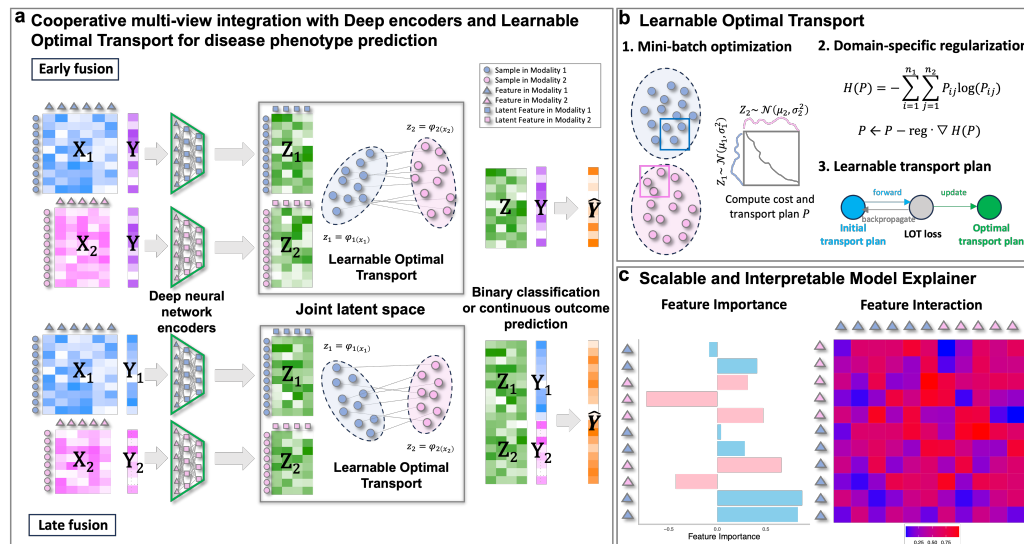 a Cooperative multi-view integration with Deep encoders and Learnable
Optimal Transport for disease phenotype prediction
Early fusion
Sample in Modality 1
Sample in Modality 2
Feature in Modality 1
Feature in Modality 2
Latent Feature in Modality 1
Latent Feature in Modality 2
X₁
Y
Z₁
z₂ = φ₂(x₂)
z₁ = φ₁(x₁)
Learnable Optimal
Transport
X₂
Y
Z₂
Z
Y
Ŷ
Deep neural
network
encoders
Joint latent space
Binary classification
or continuous outcome
prediction
X₁
Y₁
Z₁
z₁ = φ₁(x₁)
z₂ = φ₂(x₂)
Learnable Optimal
Transport
X₂
Y₂
Z₂
Z₁
Y₁
Z₂
Y₂
Ŷ
Late fusion
b Learnable Optimal Transport
1. Mini-batch optimization
Z₂~ 𝒩(μ₂,σ₂²)
Z₁~ 𝒩(μ₁,σ₁²)
Compute cost and
transport plan P
2. Domain-specific regularization
H(P) = −∑ᵢ₌₁ⁿ¹ ∑ⱼ₌₁ⁿ² Pᵢⱼlog(Pᵢⱼ)
P ← P − reg · ∇ H(P)
3. Learnable transport plan
forward
update
backpropagate
Initial
transport plan
LOT loss
Optimal
transport plan
c Scalable and Interpretable Model Explainer
Feature Importance
−0.5
0.0
0.5
Feature Importance
Feature Interaction
0.25 0.50 0.75